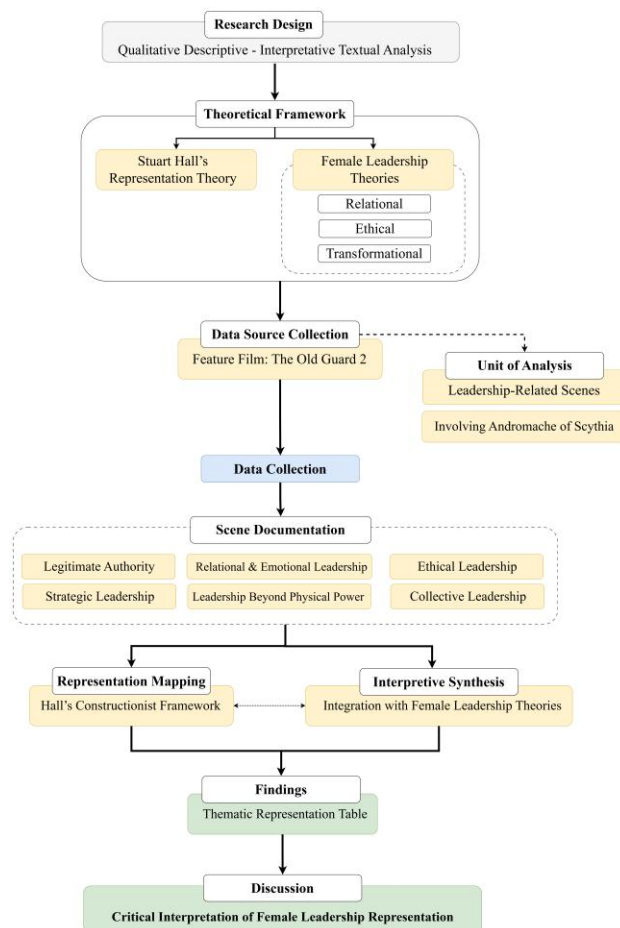 Research Design
Qualitative Descriptive - Interpretative Textual Analysis
Theoretical Framework
Stuart Hall's
Representation Theory
Female Leadership
Theories
Relational
Ethical
Transformational
Data Source Collection
Feature Film: The Old Guard 2
Unit of Analysis
Leadership-Related Scenes
Involving Andromache of Scythia
Data Collection
Scene Documentation
Legitimate Authority
Relational & Emotional Leadership
Ethical Leadership
Strategic Leadership
Leadership Beyond Physical Power
Collective Leadership
Representation Mapping
Hall's Constructionist Framework
Interpretive Synthesis
Integration with Female Leadership Theories
Findings
Thematic Representation Table
Discussion
Critical Interpretation of Female Leadership Representation